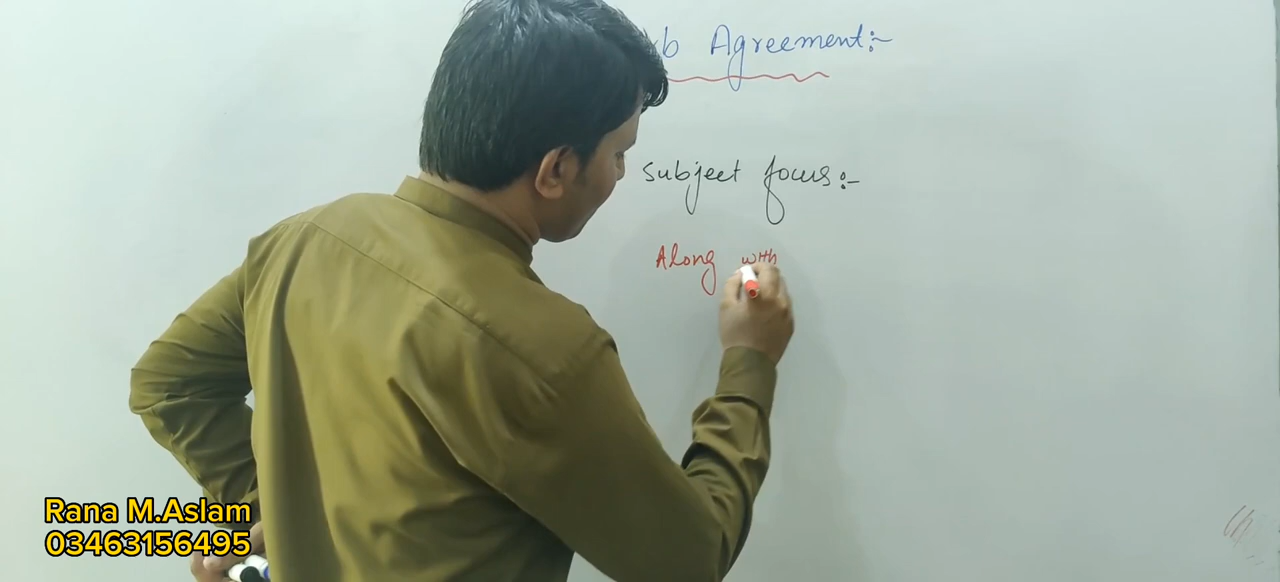 Agreement:-
Subject focus:-
Along with
Rana M.Aslam
03463156495